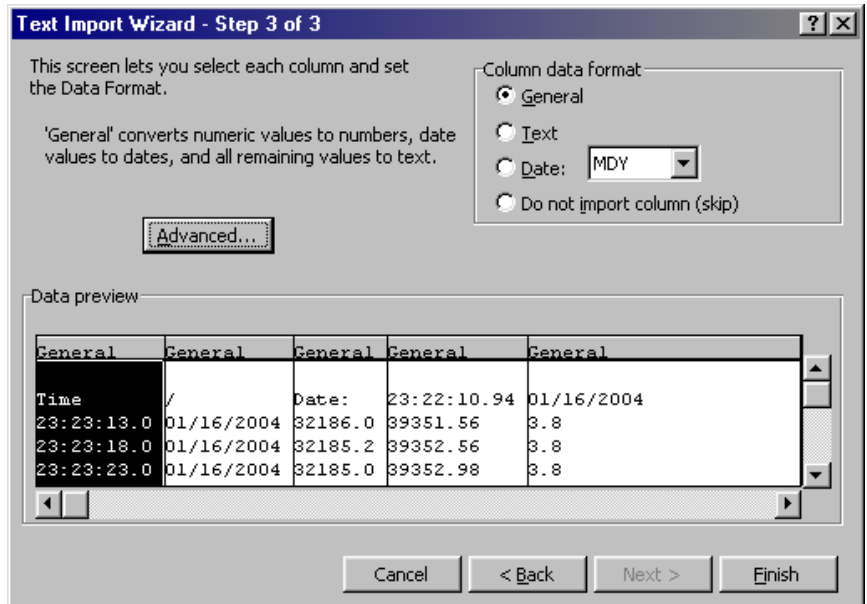 Text Import Wizard - Step 3 of 3
This screen lets you select each column and set
the Data Format.
'General' converts numeric values to numbers, date
values to dates, and all remaining values to text.
Advanced...
Column data format
General
Text
Date: MDY
Do not import column (skip)
Data preview
General General General General General
Time / Date: 23:22:10.94 01/16/2004
23:23:13.0 01/16/2004 32186.0 39351.56 3.8
23:23:18.0 01/16/2004 32185.2 39352.56 3.8
23:23:23.0 01/16/2004 32185.0 39352.98 3.8
Cancel < Back Next > Finish